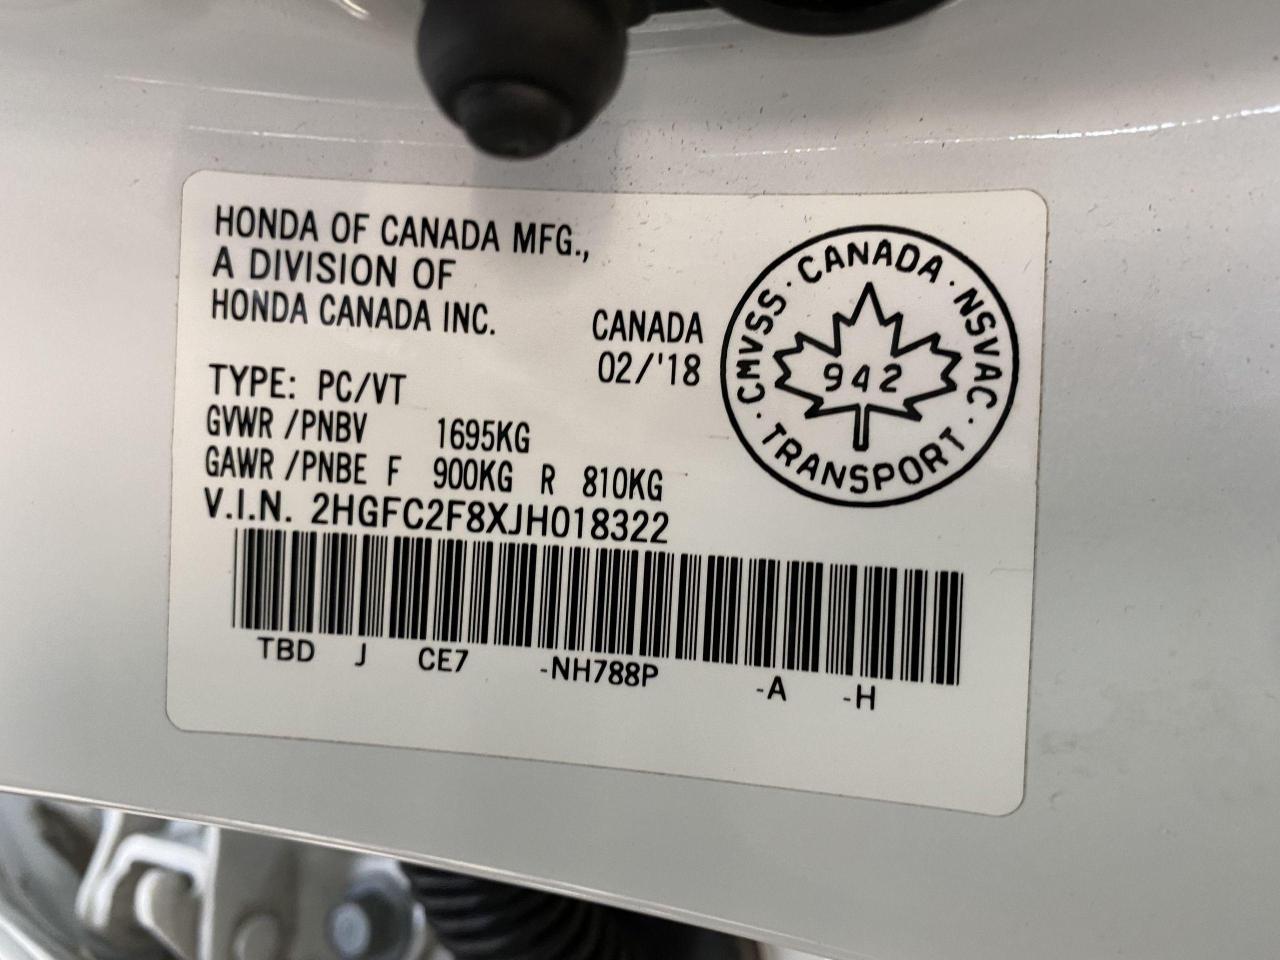 HONDA OF CANADA MFG.,
A DIVISION OF
HONDA CANADA INC.
CANADA
02/'18
TYPE: PC/VT
GVWR /PNBV 1695KG
GAWR /PNBE F 900KG R 810KG
V.I.N. 2HGFC2F8XJH018322
TBD J CE7 -NH788P -A -H
CMVSS · CANADA · NSVAC · TRANSPORT ·
942